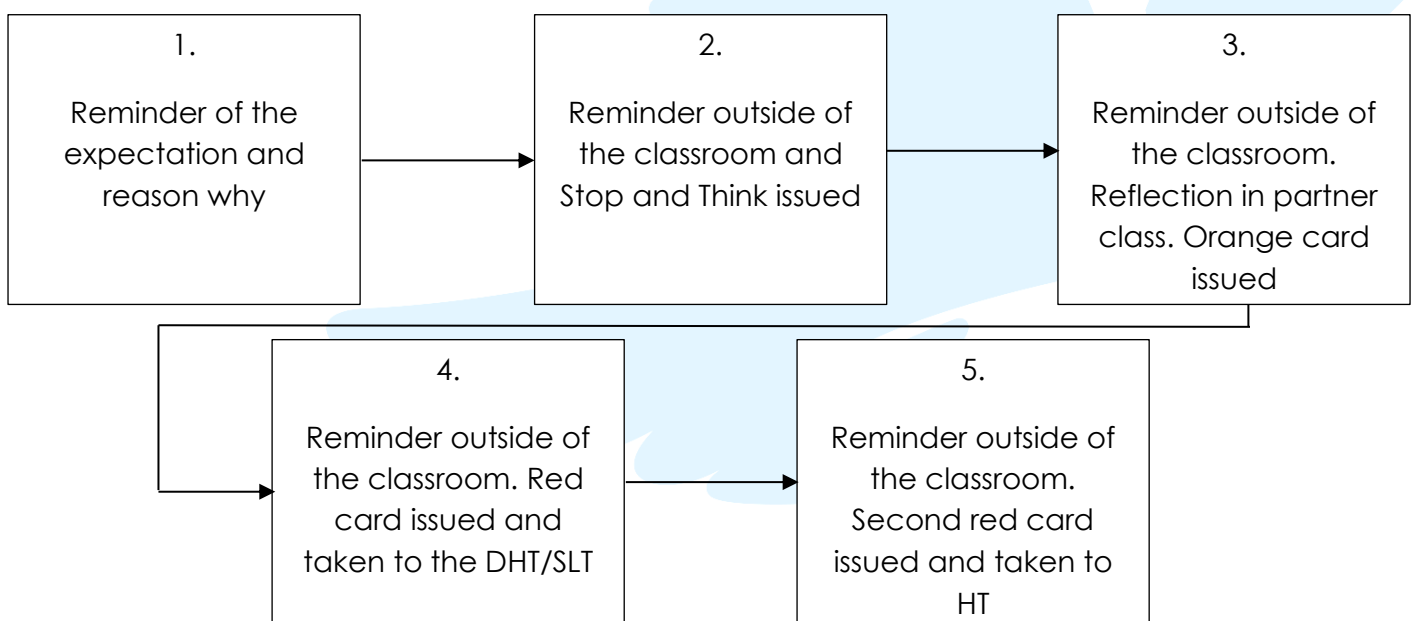 1.
Reminder of the
expectation and
reason why
2.
Reminder outside of
the classroom and
Stop and Think issued
3.
Reminder outside of
the classroom.
Reflection in partner
class. Orange card
issued
4.
Reminder outside of
the classroom. Red
card issued and
taken to the DHT/SLT
5.
Reminder outside of
the classroom.
Second red card
issued and taken to
HT